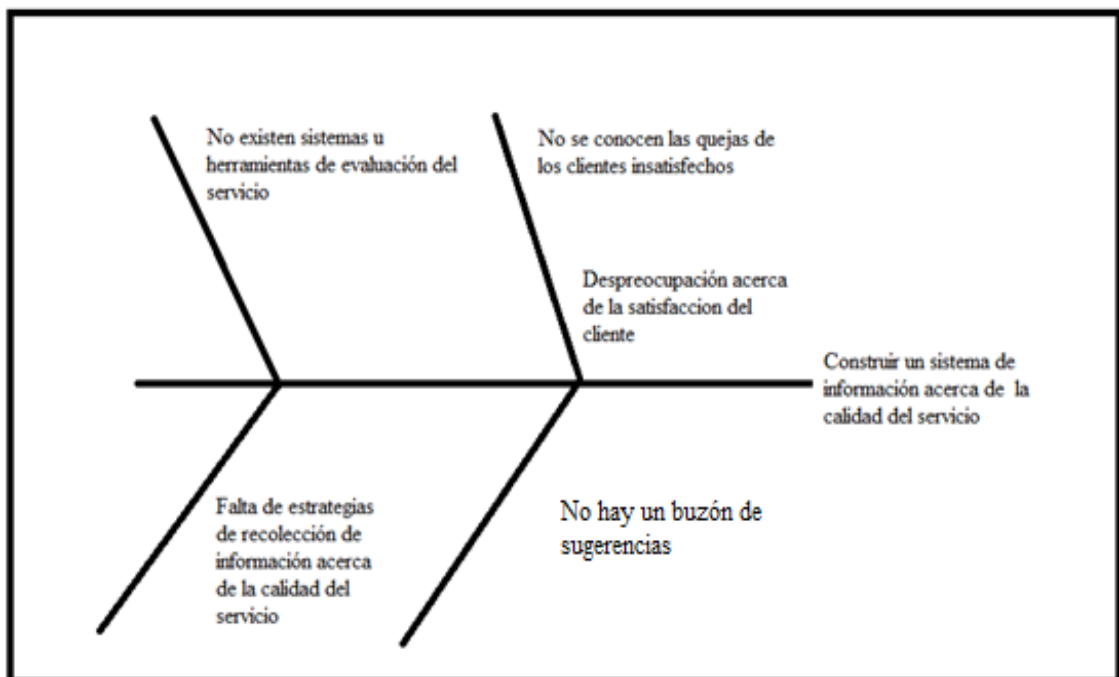 No existen sistemas u
herramientas de evaluación del
servicio
No se conocen las quejas de
los clientes insatisfechos
Despreocupación acerca
de la satisfaccion del
cliente
Construir un sistema de
información acerca de la
calidad del servicio
Falta de estrategias
de recolección de
información acerca
de la calidad del
servicio
No hay un buzón de
sugerencias